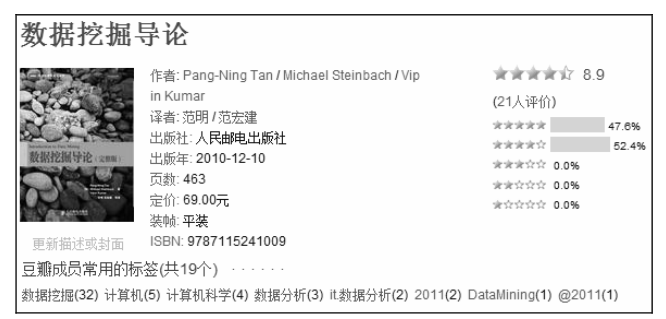 数据挖掘导论
数据挖掘导论（完整版）
更新描述或封面
作者: Pang-Ning Tan / Michael Steinbach / Vip
in Kumar
译者: 范明 / 范宏建
出版社: 人民邮电出版社
出版年: 2010-12-10
页数: 463
定价: 69.00元
装帧: 平装
ISBN: 9787115241009
8.9
(21人评价)
47.6%
52.4%
0.0%
0.0%
0.0%
豆瓣成员常用的标签(共19个) · · · · · ·
数据挖掘(32) 计算机(5) 计算机科学(4) 数据分析(3) it.数据分析(2) 2011(2) DataMining(1) @2011(1)